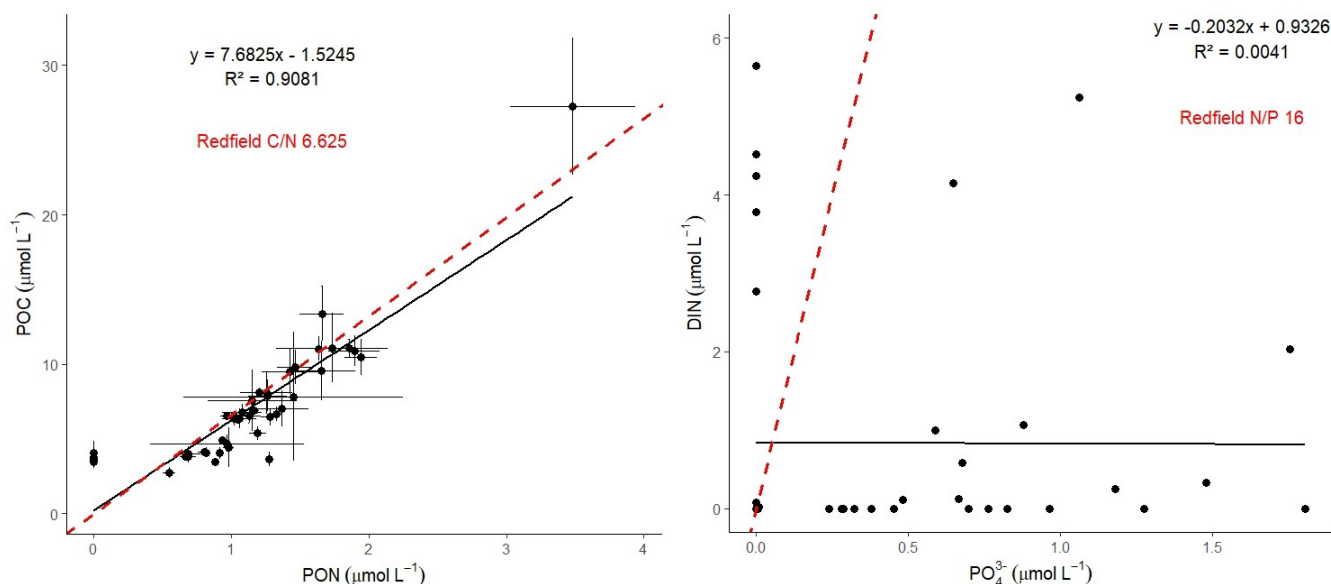 y = 7.6825x - 1.5245
R² = 0.9081
Redfield C/N 6.625
POC (μmol L⁻¹)
30
20
10
0
0
1
2
3
4
PON (μmol L⁻¹)
y = -0.2032x + 0.9326
R² = 0.0041
Redfield N/P 16
DIN (μmol L⁻¹)
6
4
2
0
0.0
0.5
1.0
1.5
PO₄³⁻ (μmol L⁻¹)